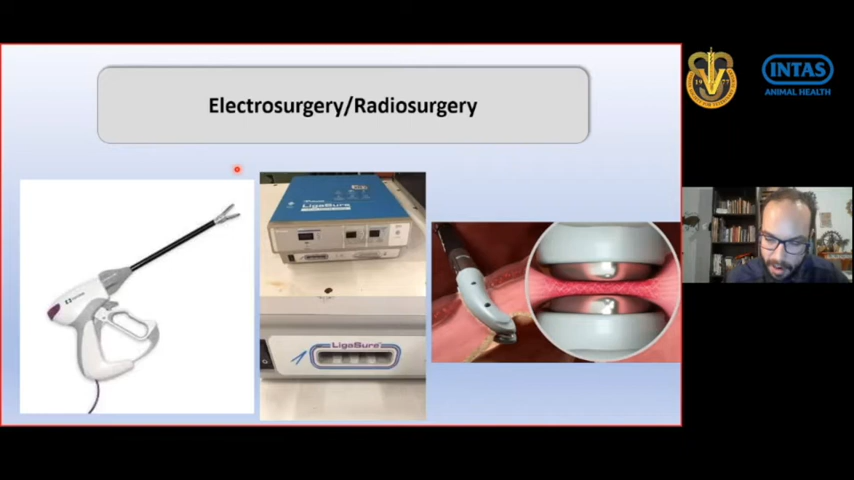 Electrosurgery/Radiosurgery
INTAS
ANIMAL HEALTH
LigaSure
LigaSure